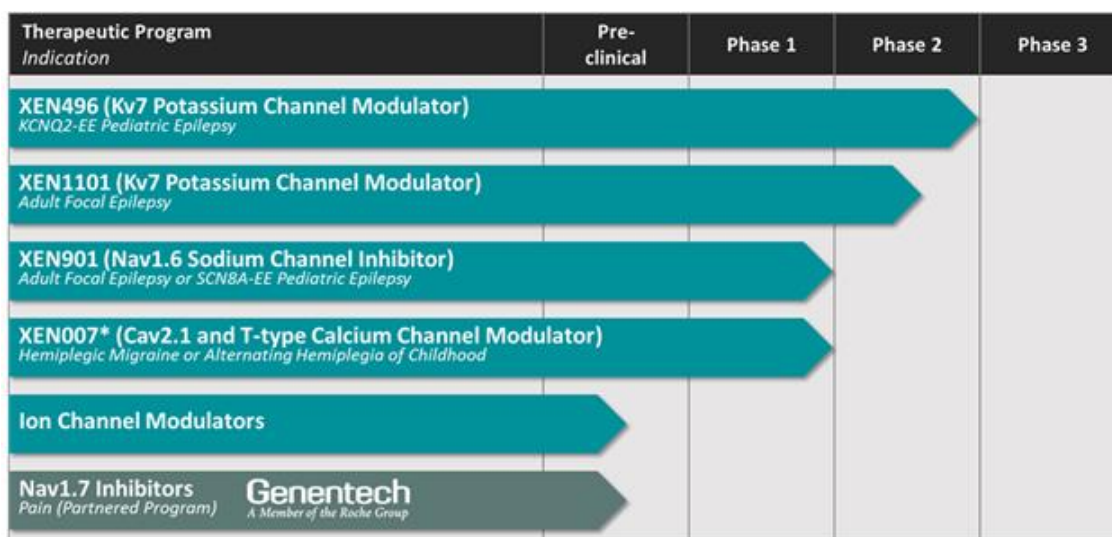 Therapeutic Program
Indication
Pre-
clinical
Phase 1
Phase 2
Phase 3
XEN496 (Kv7 Potassium Channel Modulator)
KCNQ2-EE Pediatric Epilepsy
XEN1101 (Kv7 Potassium Channel Modulator)
Adult Focal Epilepsy
XEN901 (Nav1.6 Sodium Channel Inhibitor)
Adult Focal Epilepsy or SCN8A-EE Pediatric Epilepsy
XEN007* (Cav2.1 and T-type Calcium Channel Modulator)
Hemiplegic Migraine or Alternating Hemiplegia of Childhood
Ion Channel Modulators
Nav1.7 Inhibitors
Pain (Partnered Program)
Genentech
A Member of the Roche Group